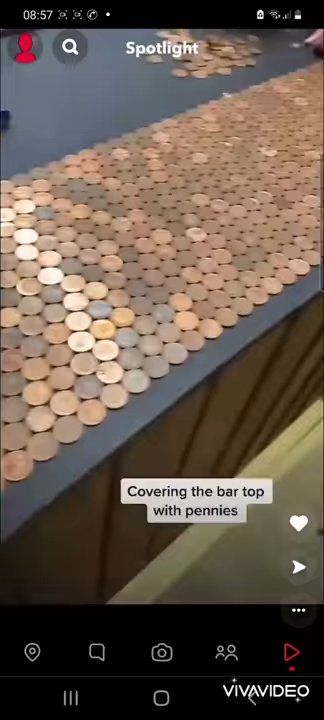 08:57
Spotlight
Covering the bar top
with pennies
VIVAVIDEO